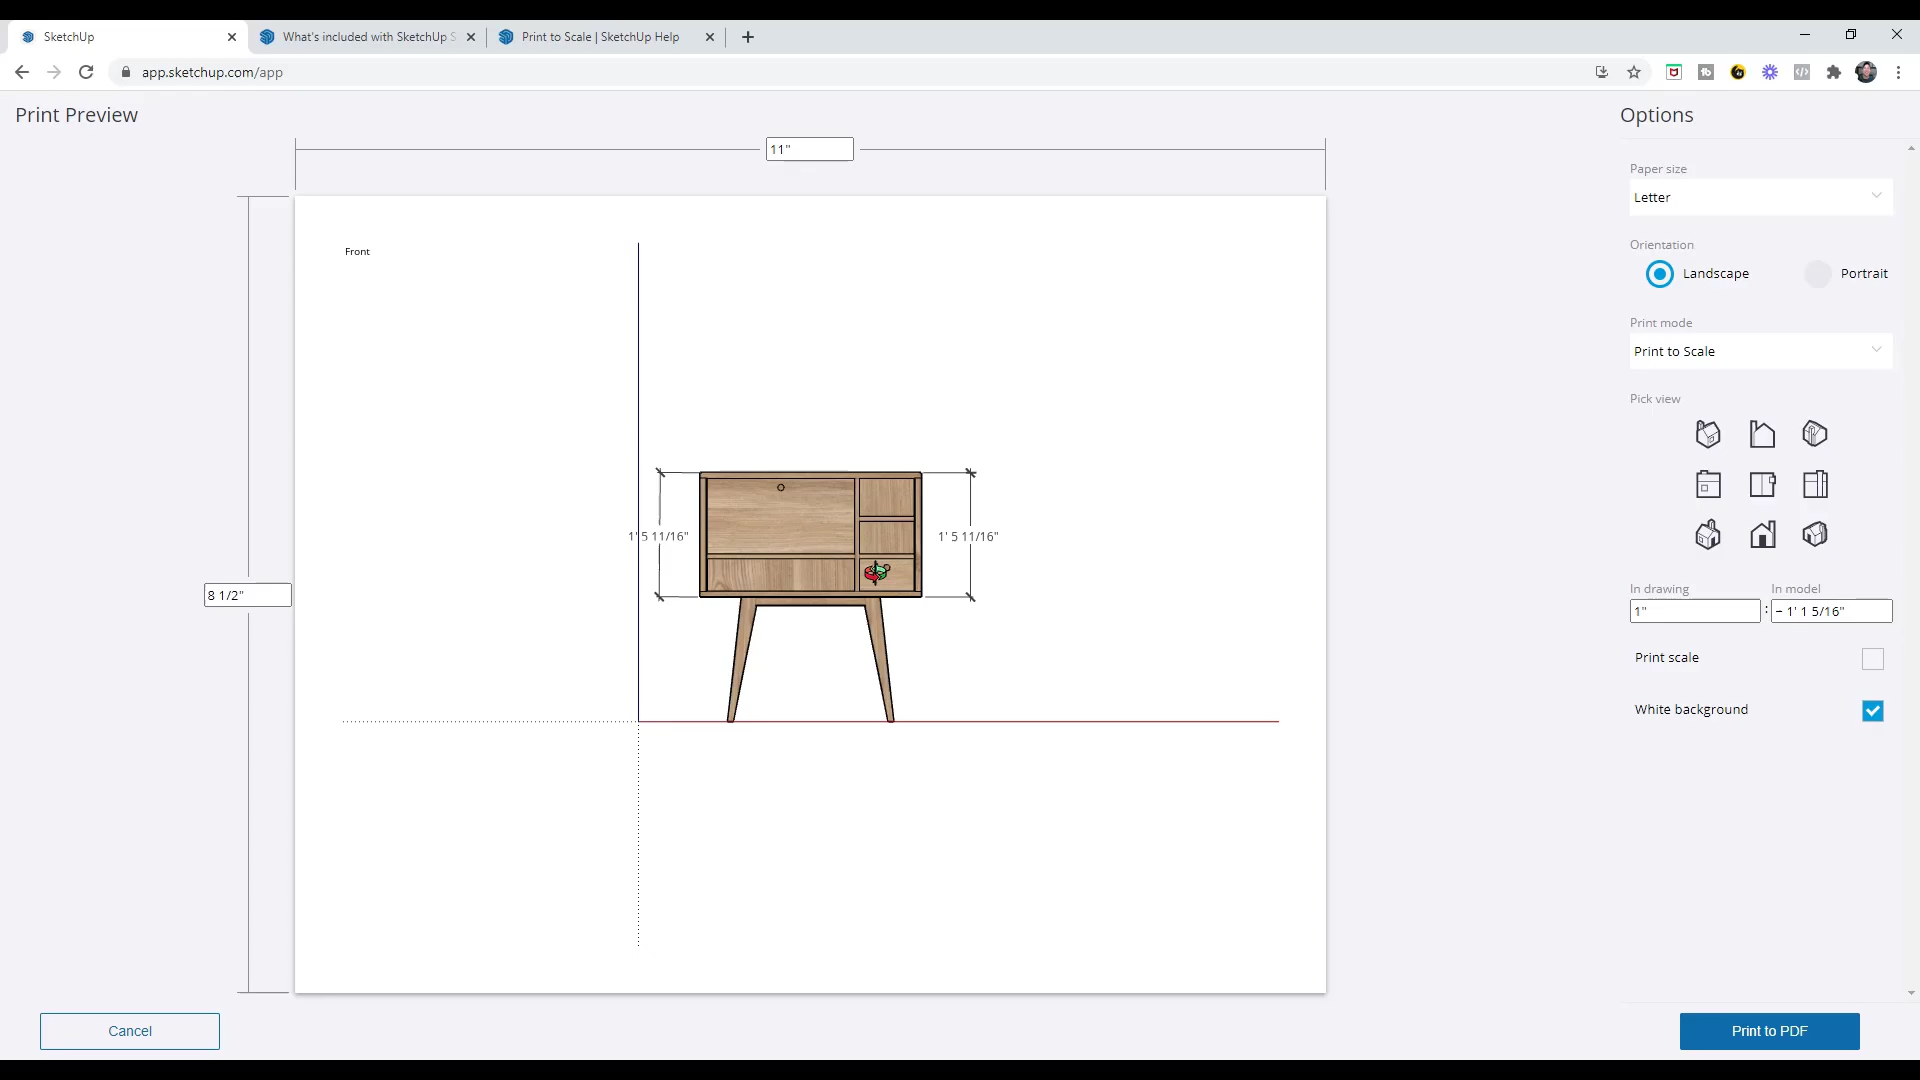 SketchUp
What's included with SketchUp S
Print to Scale | SketchUp Help
app.sketchup.com/app
Print Preview
Options
11"
Paper size
Letter
Orientation
Landscape
Portrait
Print mode
Print to Scale
Pick view
Front
1' 5 11/16"
1' 5 11/16"
8 1/2"
In drawing
In model
1"
:
~ 1' 1 5/16"
Print scale
White background
Cancel
Print to PDF